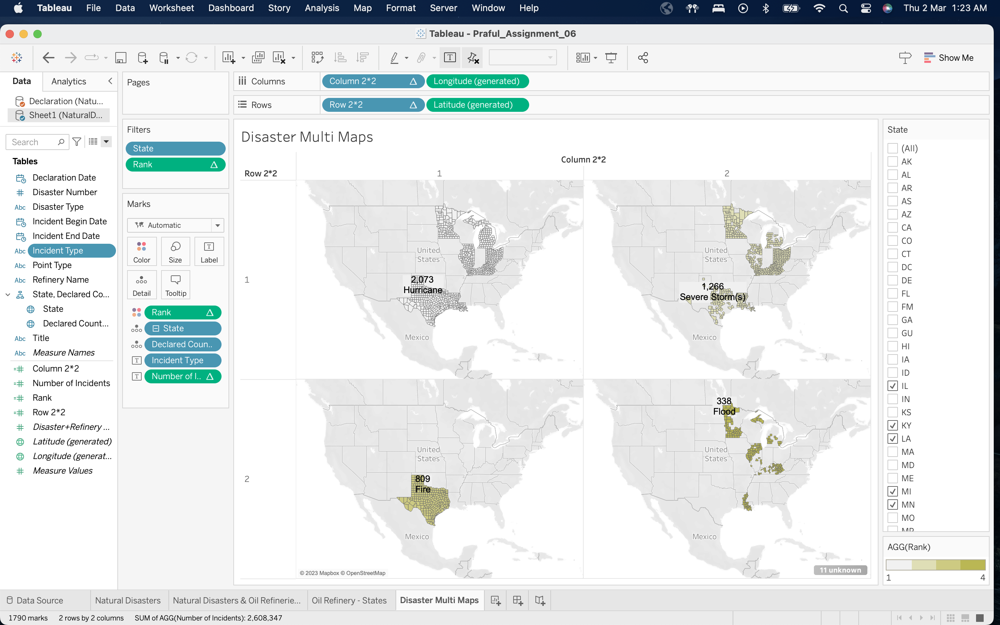 Tableau File Data Worksheet Dashboard Story Analysis Map Format Server Window Help Thu 2 Mar 1:23 AM
Tableau - Praful_Assignment_06
Show Me
Data Analytics
Declaration (Natu...
Sheet1 (NaturalD...
Search
Tables
Declaration Date
Disaster Number
Abc Disaster Type
Incident Begin Date
Incident End Date
Abc Incident Type
Abc Point Type
Abc Refinery Name
State, Declared Co...
State
Declared Count...
Abc Title
Abc Measure Names
Column 2*2
Number of Incidents
Rank
Row 2*2
Disaster+Refinery ...
Latitude (generated)
Longitude (generat...
Measure Values
Pages
Filters
State
Rank
Marks
Automatic
Color Size Label
Detail Tooltip
Rank
State
Declared Coun..
Incident Type
Number of I..
Columns Column 2*2 Longitude (generated)
Rows Row 2*2 Latitude (generated)
Disaster Multi Maps
Column 2*2
Row 2*2 1 2
1
United
States
2,073
Hurricane
Mexico
United
States
1,266
Severe Storm(s)
Mexico
2
United
States
809
Fire
Mexico
© 2023 Mapbox © OpenStreetMap
338
Flood
United
States
Mexico
11 unknown
State
(All)
AK
AL
AR
AS
AZ
CA
CO
CT
DC
DE
FL
FM
GA
GU
HI
IA
ID
IL
IN
KS
KY
LA
MA
MD
ME
MI
MN
MO
AGG(Rank)
1 4
Data Source Natural Disasters Natural Disasters & Oil Refinerie... Oil Refinery - States Disaster Multi Maps
1790 marks 2 rows by 2 columns SUM of AGG(Number of Incidents): 2,608,347